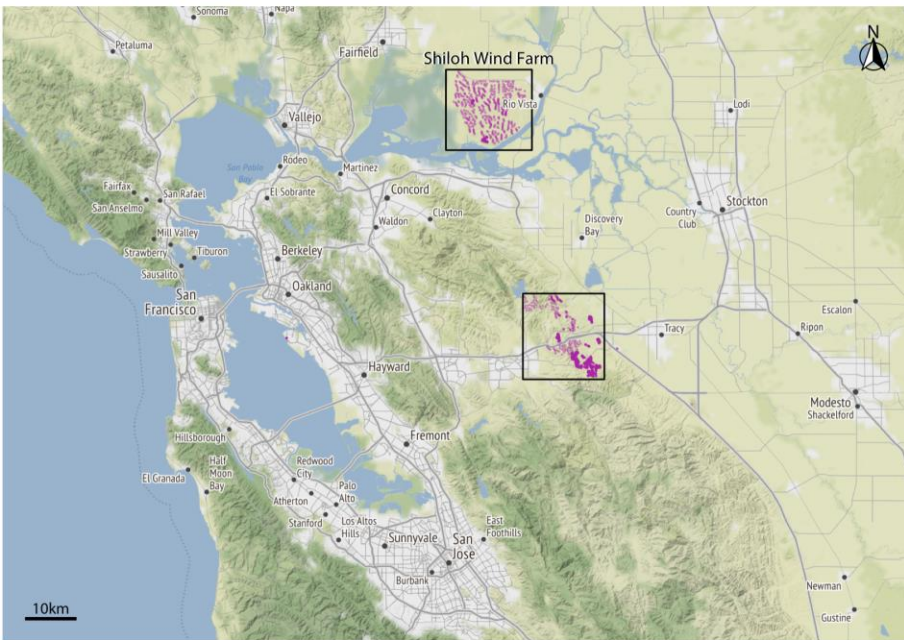 Sonoma
Napa
Petaluma
Fairfield
N
Shiloh Wind Farm
Rio Vista
Vallejo
Lodi
San Pablo
Bay
Rodeo
Martinez
Fairfax
San Rafael
El Sobrante
Concord
San Anselmo
Clayton
Stockton
Country
Club
Waldon
Discovery
Bay
Mill Valley
Strawberry
Tiburon
Berkeley
Sausalito
San
Francisco
Oakland
Escalon
Tracy
Ripon
Hayward
Modesto
Shackelford
Hillsborough
Fremont
Half
Moon
Bay
El Granada
Redwood
City
Palo
Alto
Atherton
Stanford
Los Altos
Hills
East
Foothills
Sunnyvale
San
Jose
Burbank
Newman
Gustine
10km